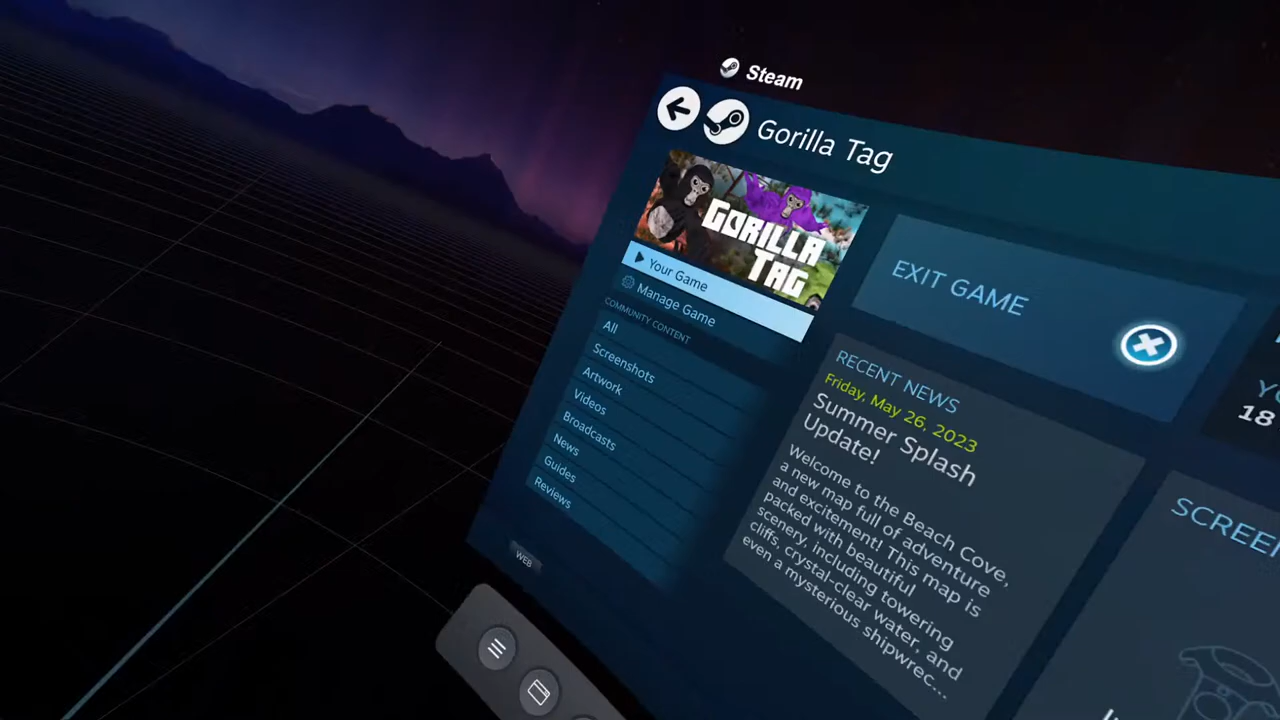 Steam
Gorilla Tag
GORILLA
TAG
Your Game
Manage Game
COMMUNITY CONTENT
All
Screenshots
Artwork
Videos
Broadcasts
News
Guides
Reviews
WEB
EXIT GAME
RECENT NEWS
Friday, May 26, 2023
Summer Splash
Update!
Welcome to the Beach Cove,
a new map full of adventure
and excitement! This map is
packed with beautiful
scenery, including towering
cliffs, crystal-clear water, and
even a mysterious shipwrec...
18
SCREEN